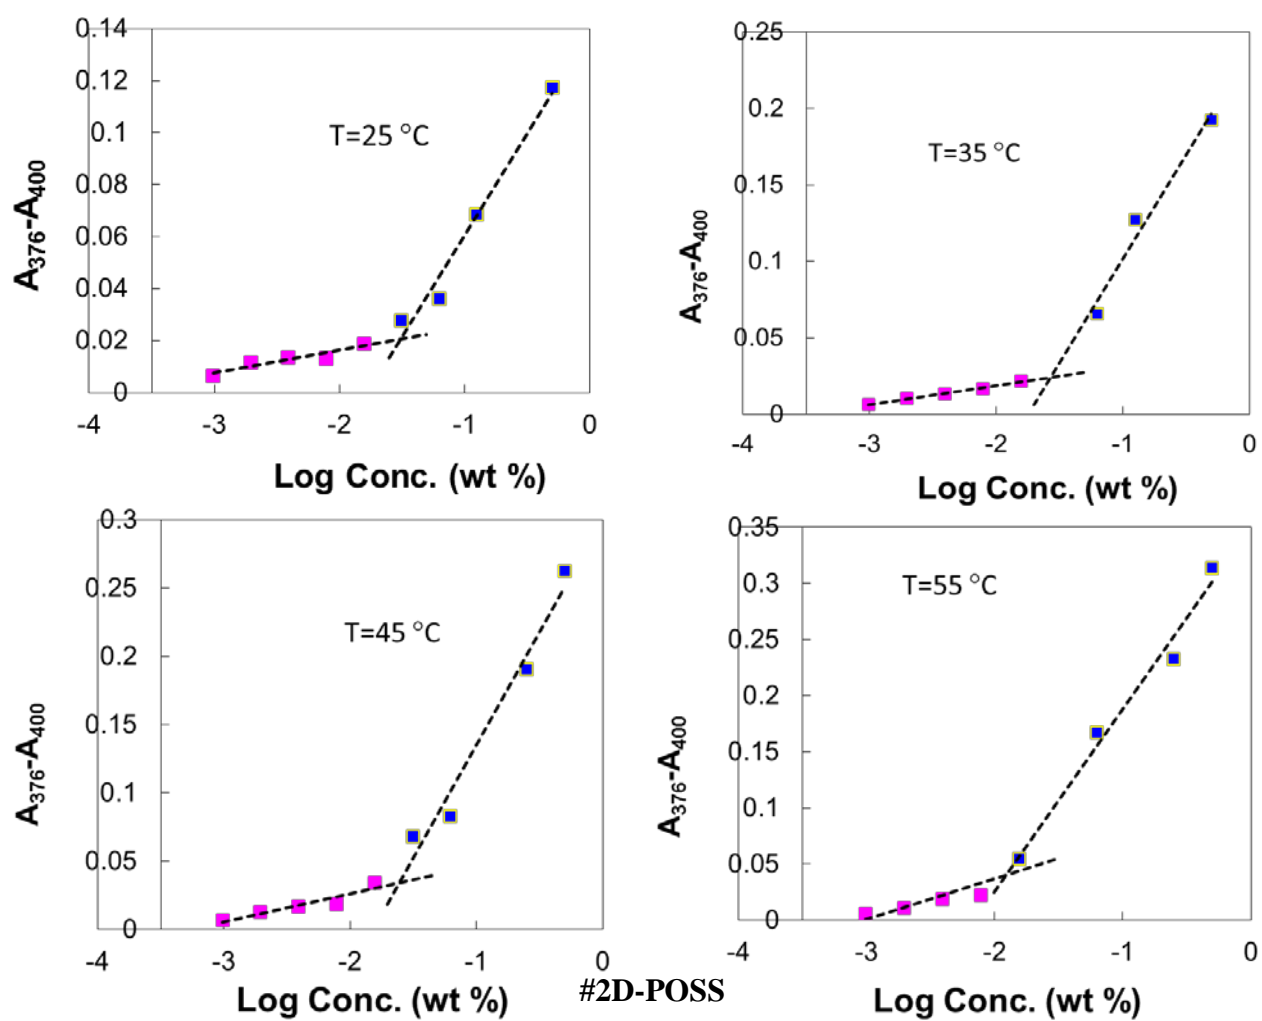 0.14
0.12
0.1
0.08
0.06
0.04
0.02
0
T=25 °C
A376-A400
-4 -3 -2 -1 0
Log Conc. (wt %)
0.25
0.2
0.15
0.1
0.05
0
T=35 °C
A376-A400
-4 -3 -2 -1 0
Log Conc. (wt %)
0.3
0.25
0.2
0.15
0.1
0.05
0
T=45 °C
A376-A400
-4 -3 -2 -1 0
Log Conc. (wt %)
0.35
0.3
0.25
0.2
0.15
0.1
0.05
0
T=55 °C
A376-A400
-4 -3 -2 -1 0
Log Conc. (wt %)
#2D-POSS